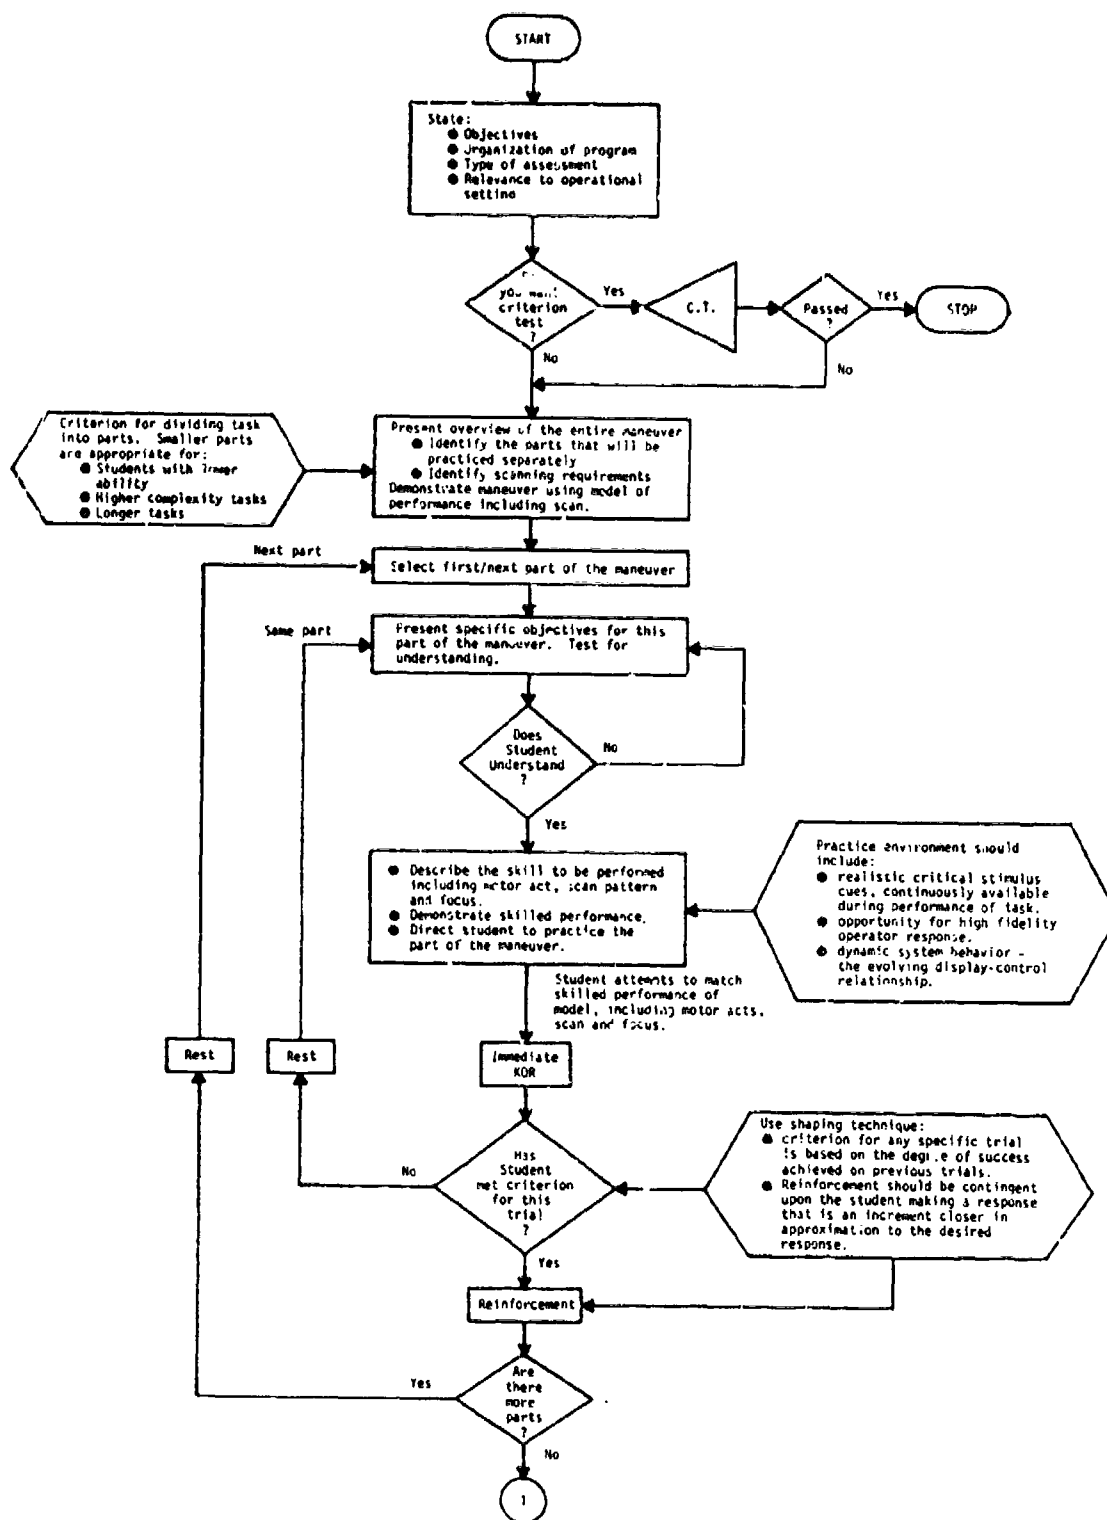 START
State:
● Objectives
● Organization of program
● Type of assessment
● Relevance to operational
setting
you want
criterion
test
?
Yes
C.T.
Passed
?
Yes
STOP
No
No
Criterion for dividing task
into parts. Smaller parts
are appropriate for:
● Students with lower
ability
● Higher complexity tasks
● Longer tasks
Present overview of the entire maneuver
● Identify the parts that will be
practiced separately
● Identify scanning requirements
Demonstrate maneuver using model of
performance including scan.
Next part
Select first/next part of the maneuver
Same part
Present specific objectives for this
part of the maneuver. Test for
understanding.
Does
Student
Understand
?
No
Yes
● Describe the skill to be performed
including motor act, scan pattern
and focus.
● Demonstrate skilled performance.
● Direct student to practice the
part of the maneuver.
Practice environment should
include:
● realistic critical stimulus
cues, continuously available
during performance of task.
● opportunity for high fidelity
operator response.
● dynamic system behavior -
the evolving display-control
relationship.
Student attempts to match
skilled performance of
model, including motor acts,
scan and focus.
Rest
Rest
Immediate
KOR
Has
Student
met criterion
for this
trial
?
No
Yes
Use shaping technique:
● criterion for any specific trial
is based on the degree of success
achieved on previous trials.
● Reinforcement should be contingent
upon the student making a response
that is an increment closer in
approximation to the desired
response.
Reinforcement
Are
there
more
parts
?
Yes
No
1